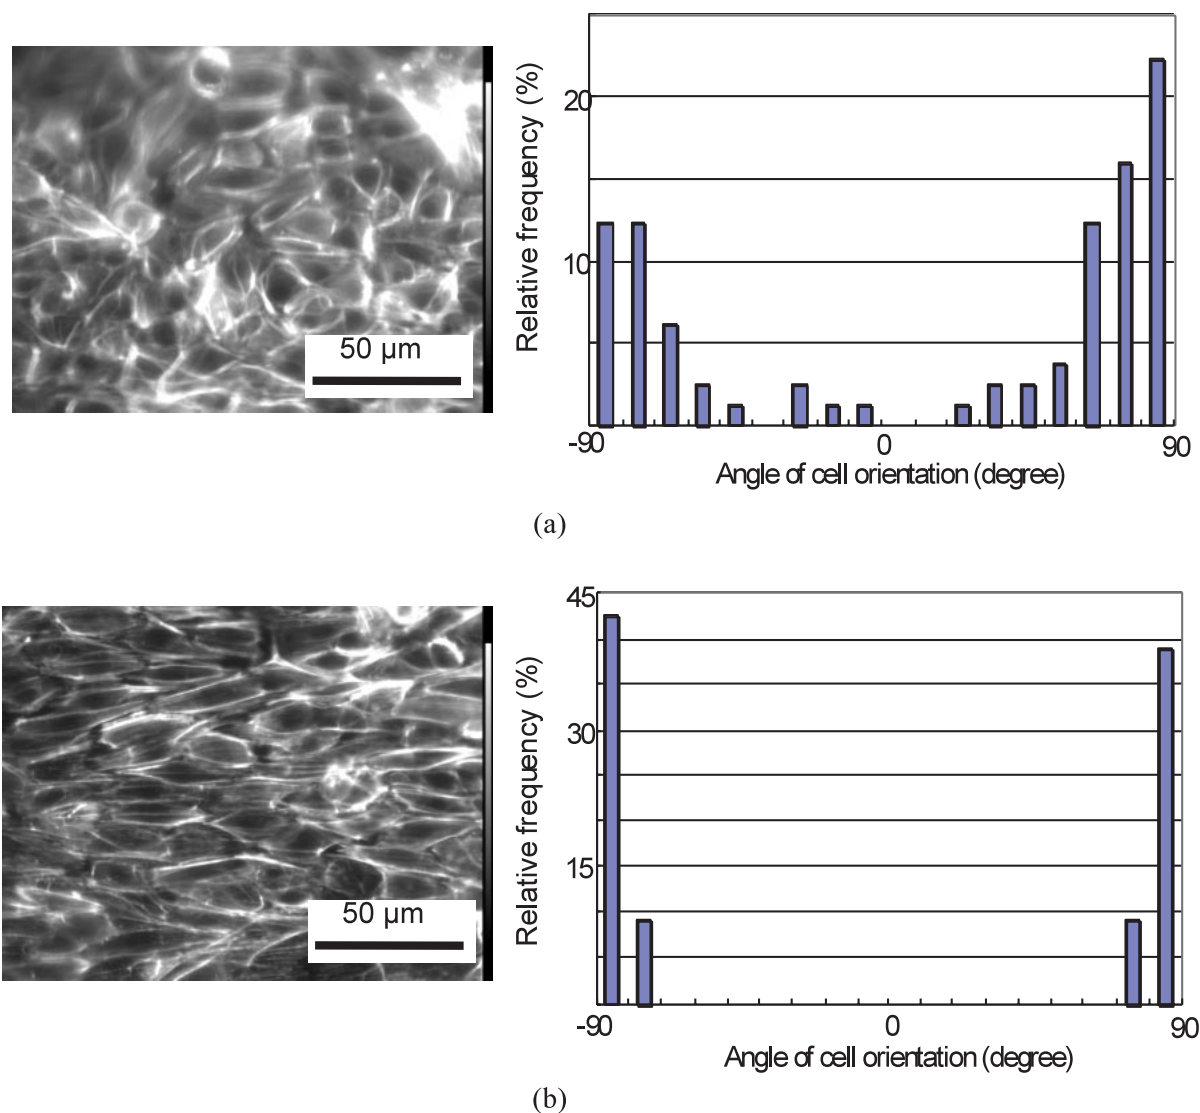 50 µm
Relative frequency (%)
20
10
-90
0
90
Angle of cell orientation (degree)
(a)
50 µm
Relative frequency (%)
45
30
15
-90
0
90
Angle of cell orientation (degree)
(b)